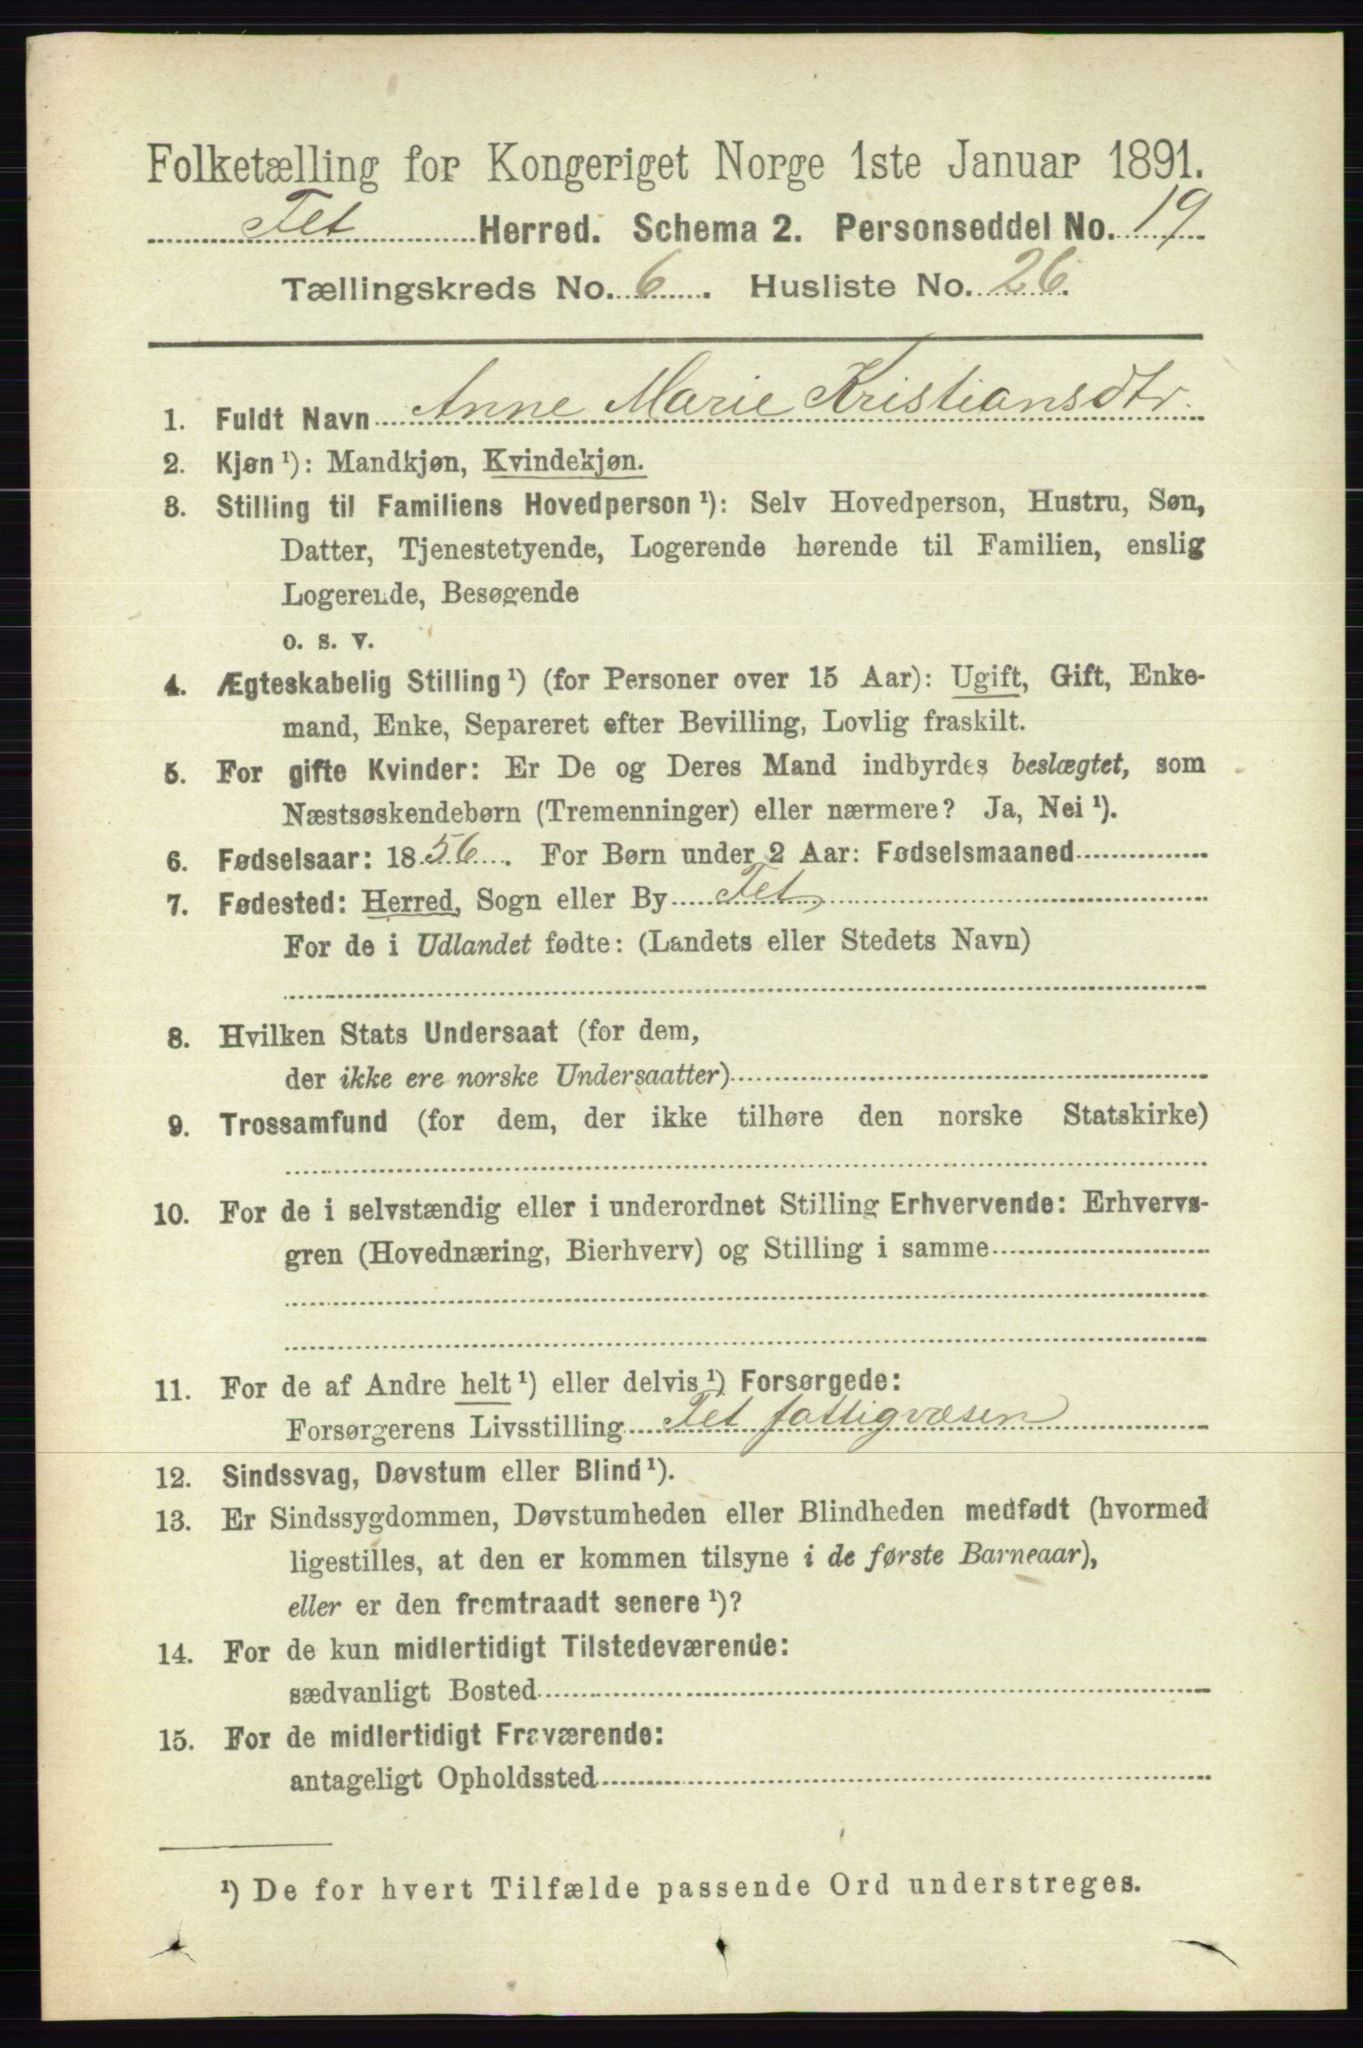 Folketælling for Kongeriget Norge 1ste Januar 1891.
Fet Herred. Schema 2. Personseddel No. 19
Tællingskreds No. 6. Husliste No. 26.
1. Fuldt Navn Anne Marie Kristiansdtr.
2. Kjøn ¹): Mandkjøn, Kvindekjøn.
3. Stilling til Familiens Hovedperson ¹): Selv Hovedperson, Hustru, Søn,
Datter, Tjenestetyende, Logerende hørende til Familien, enslig
Logerende, Besøgende
o. s. v.
4. Ægteskabelig Stilling ¹) (for Personer over 15 Aar): Ugift, Gift, Enke-
mand, Enke, Separeret efter Bevilling, Lovlig fraskilt.
5. For gifte Kvinder: Er De og Deres Mand indbyrdes beslægtet, som
Næstsøskendebørn (Tremenninger) eller nærmere? Ja, Nei ¹).
6. Fødselsaar: 1856. For Børn under 2 Aar: Fødselsmaaned
7. Fødested: Herred, Sogn eller By Fet,
For de i Udlandet fødte: (Landets eller Stedets Navn)
8. Hvilken Stats Undersaat (for dem,
der ikke ere norske Undersaatter)
9. Trossamfund (for dem, der ikke tilhøre den norske Statskirke)
10. For de i selvstændig eller i underordnet Stilling Erhvervende: Erhvervs-
gren (Hovednæring, Bierhverv) og Stilling i samme
11. For de af Andre helt ¹) eller delvis ¹) Forsørgede:
Forsørgerens Livsstilling Fet fattigvæsen
12. Sindssvag, Døvstum eller Blind ¹).
13. Er Sindssygdommen, Døvstumheden eller Blindheden medfødt (hvormed
ligestilles, at den er kommen tilsyne i de første Barneaar),
eller er den fremtraadt senere ¹)?
14. For de kun midlertidigt Tilstedeværende:
sædvanligt Bosted
15. For de midlertidigt Fraværende:
antageligt Opholdssted
¹) De for hvert Tilfælde passende Ord understreges.